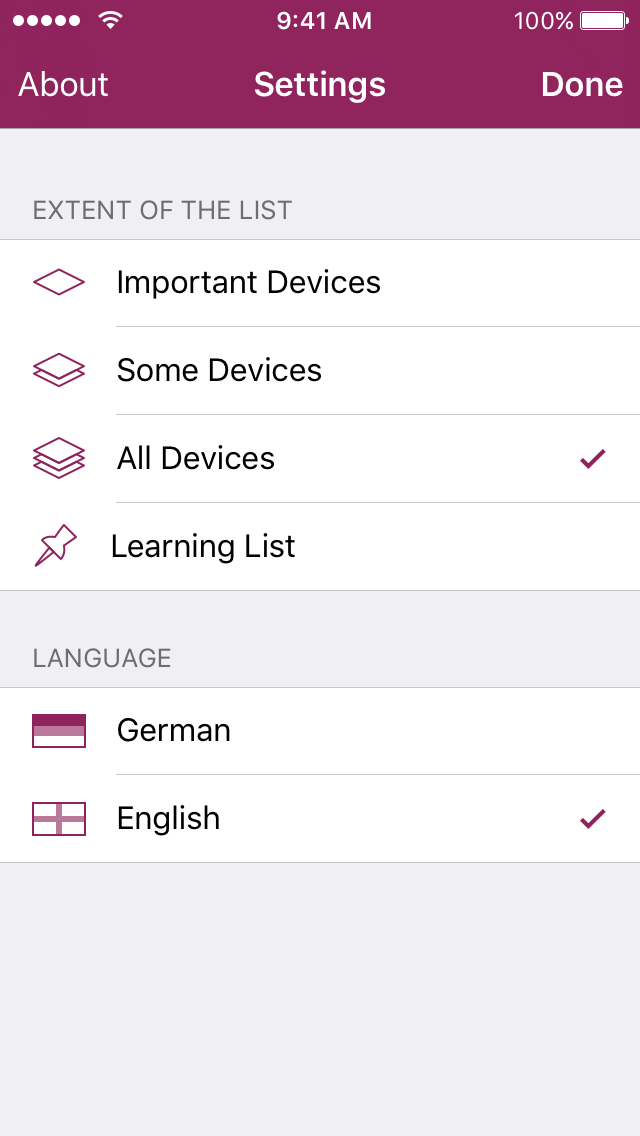 9:41 AM 100%
About Settings Done
EXTENT OF THE LIST
Important Devices
Some Devices
All Devices
Learning List
LANGUAGE
German
English